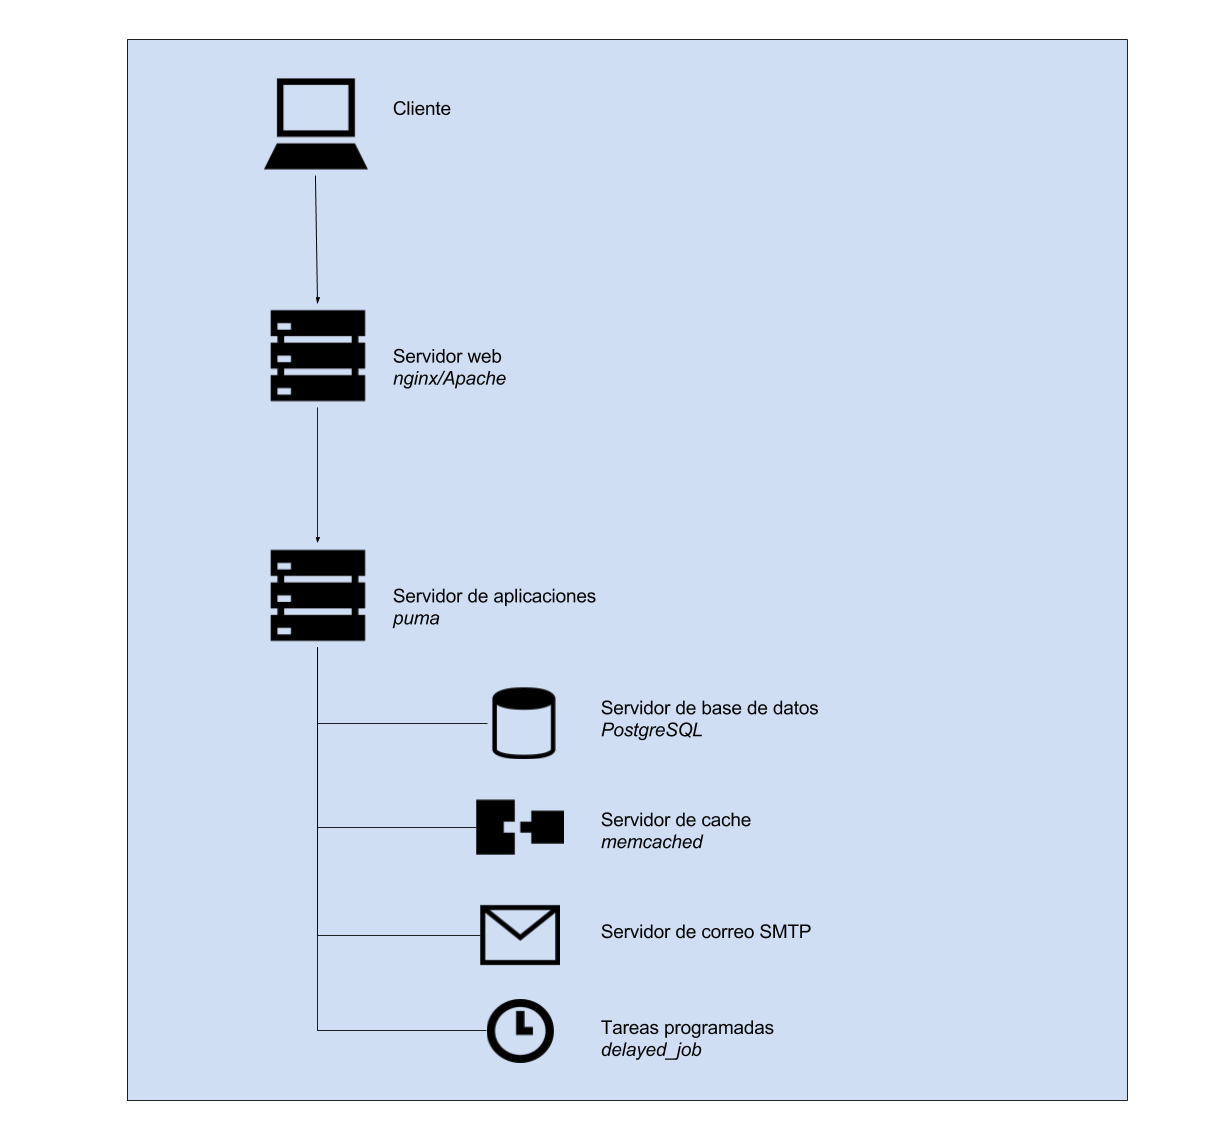 Cliente
Servidor web
nginx/Apache
Servidor de aplicaciones
puma
Servidor de base de datos
PostgreSQL
Servidor de cache
memcached
Servidor de correo SMTP
Tareas programadas
delayed_job